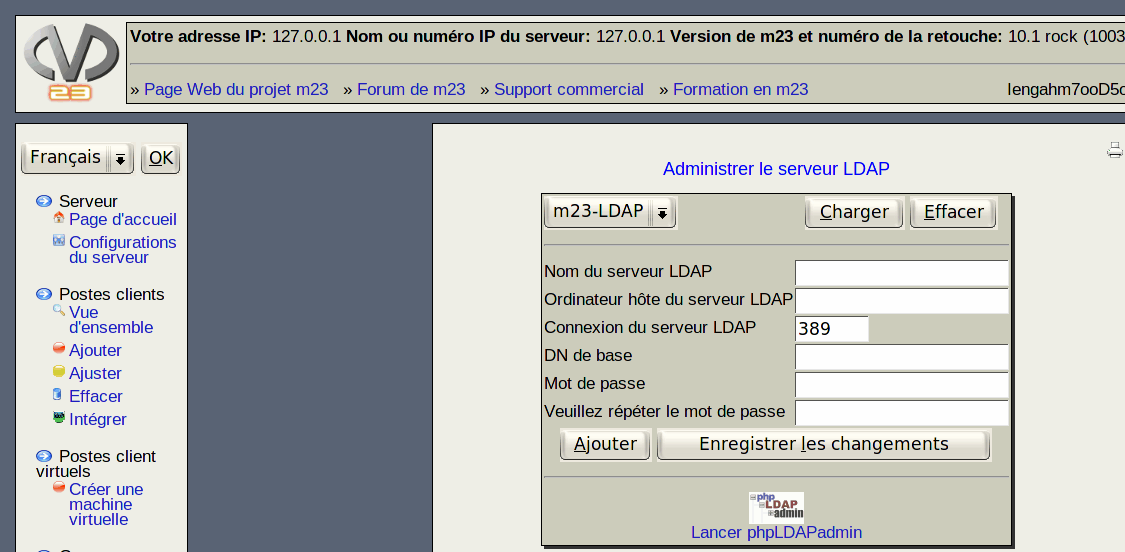 Votre adresse IP: 127.0.0.1 Nom ou numéro IP du serveur: 127.0.0.1 Version de m23 et numéro de la retouche: 10.1 rock (1003
23
» Page Web du projet m23 » Forum de m23 » Support commercial » Formation en m23
Français OK
Serveur
Page d'accueil
Configurations
du serveur
Postes clients
Vue
d'ensemble
Ajouter
Ajuster
Effacer
Intégrer
Postes client
virtuels
Créer une
machine
virtuelle
Administrer le serveur LDAP
m23-LDAP Charger Effacer
Nom du serveur LDAP
Ordinateur hôte du serveur LDAP
Connexion du serveur LDAP 389
DN de base
Mot de passe
Veuillez répéter le mot de passe
Ajouter Enregistrer les changements
php
LDAP
admin
Lancer phpLDAPadmin